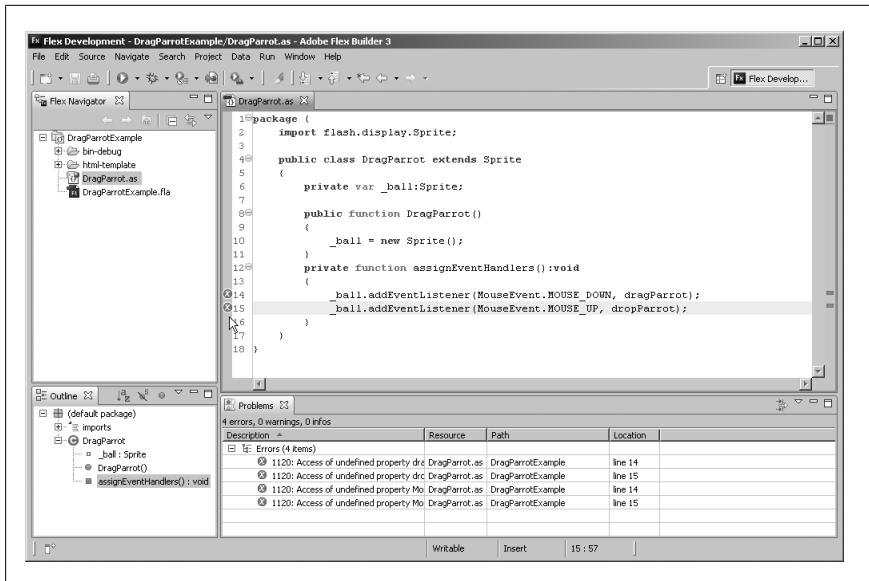 Fx Flex Development - DragParrotExample/DragParrot.as - Adobe Flex Builder 3
File Edit Source Navigate Search Project Data Run Window Help
Fx Flex Develop...
Flex Navigator
DragParrotExample
bin-debug
html-template
DragParrot.as
DragParrotExample.fla
DragParrot.as
1 package {
2 import flash.display.Sprite;
3
4 public class DragParrot extends Sprite
5 {
6 private var _ball:Sprite;
7
8 public function DragParrot()
9 {
10 _ball = new Sprite();
11 }
12 private function assignEventHandlers():void
13 {
14 _ball.addEventListener(MouseEvent.MOUSE_DOWN, dragParrot);
15 _ball.addEventListener(MouseEvent.MOUSE_UP, dropParrot);
16 }
17 }
18 }
Outline
(default package)
imports
DragParrot
_ball : Sprite
DragParrot()
assignEventHandlers() : void
Problems
4 errors, 0 warnings, 0 infos
Description Resource Path Location
Errors (4 items)
1120: Access of undefined property dra DragParrot.as DragParrotExample line 14
1120: Access of undefined property drc DragParrot.as DragParrotExample line 15
1120: Access of undefined property Mo DragParrot.as DragParrotExample line 14
1120: Access of undefined property Mo DragParrot.as DragParrotExample line 15
Writable Insert 15 : 57